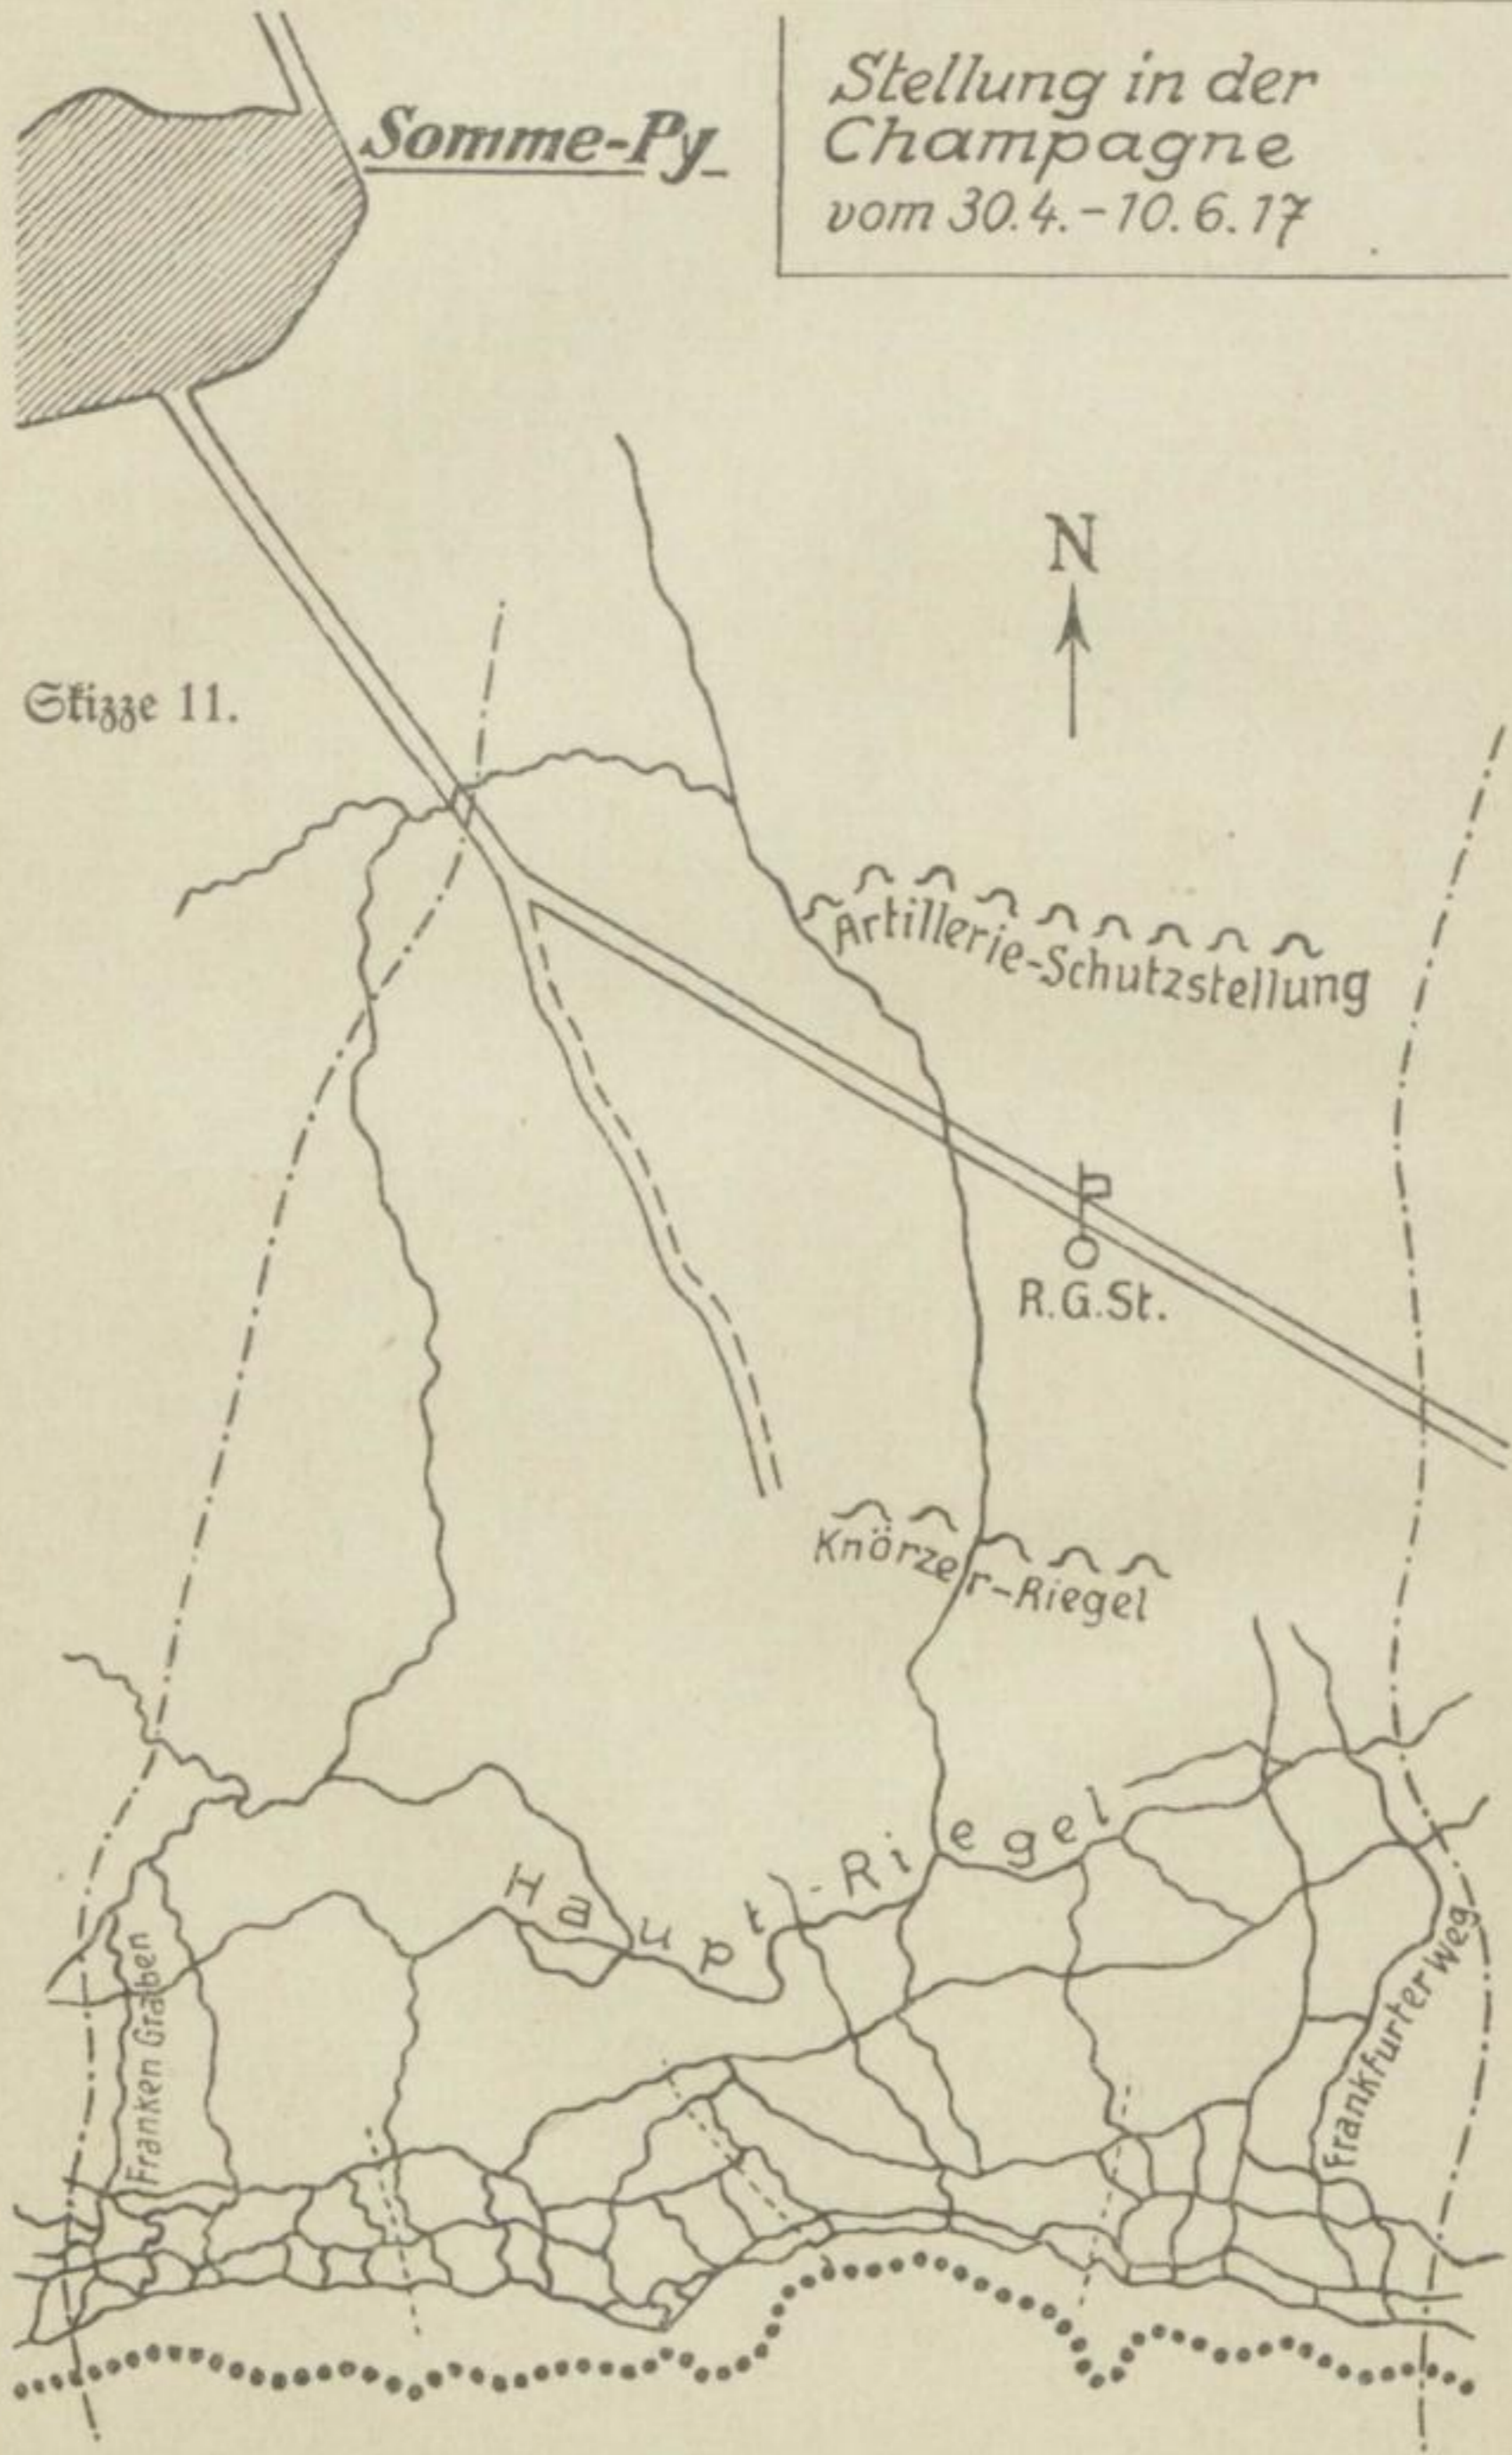 Somme-Py
Stellung in der
Champagne
vom 30.4.-10.6.17
N
Skizze 11.
Artillerie-Schutzstellung
R.G.St.
Knörzer-Riegel
Haupt-Riegel
Franken Graben
Frankfurter Weg